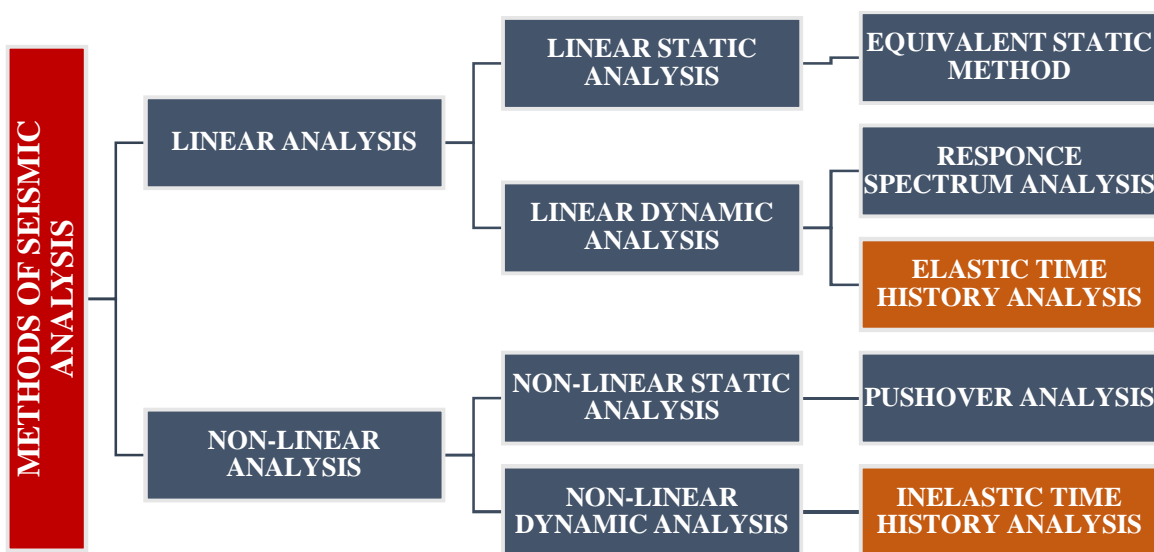 METHODS OF SEISMIC
ANALYSIS
LINEAR ANALYSIS
LINEAR STATIC
ANALYSIS
EQUIVALENT STATIC
METHOD
LINEAR DYNAMIC
ANALYSIS
RESPONCE
SPECTRUM ANALYSIS
ELASTIC TIME
HISTORY ANALYSIS
NON-LINEAR
ANALYSIS
NON-LINEAR STATIC
ANALYSIS
PUSHOVER ANALYSIS
NON-LINEAR
DYNAMIC ANALYSIS
INELASTIC TIME
HISTORY ANALYSIS